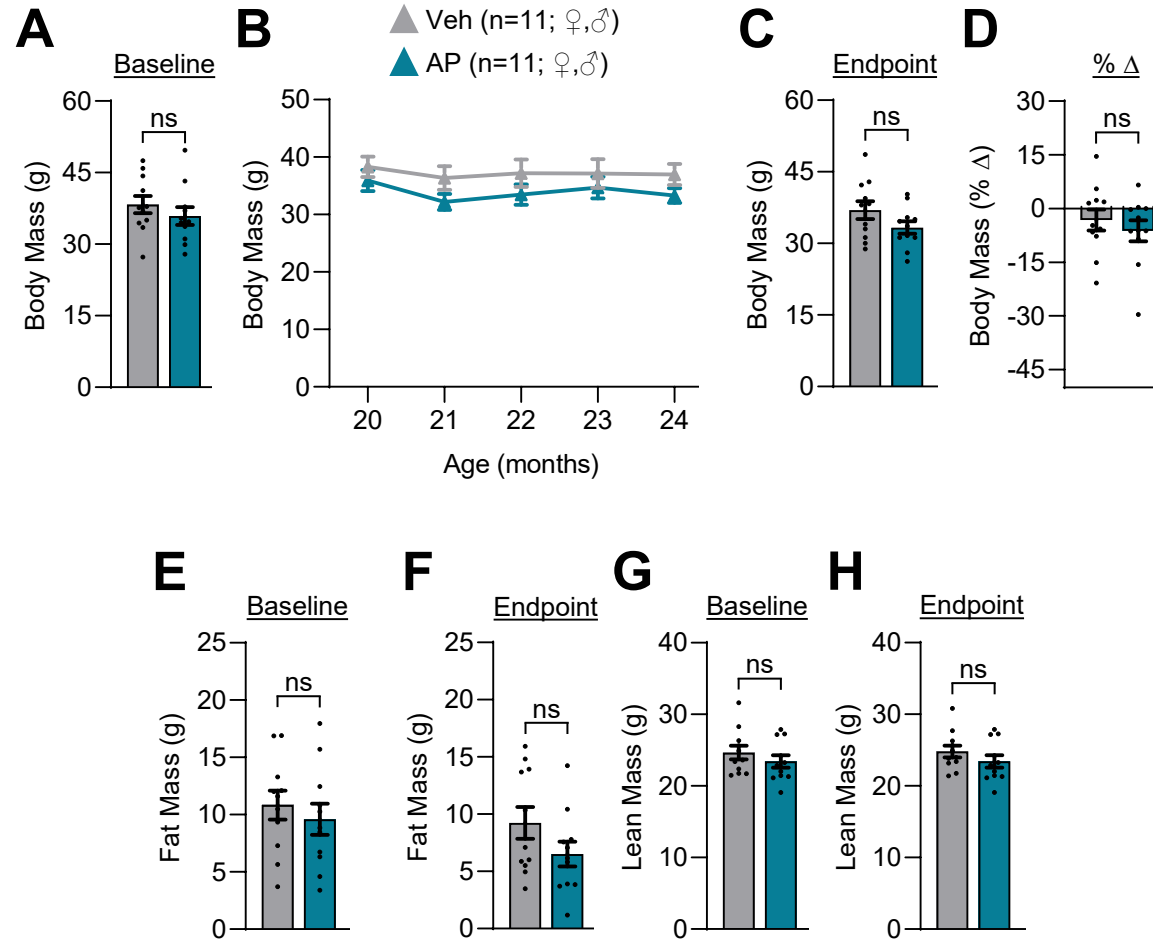 A
B
Veh (n=11; ♀,♂)
AP (n=11; ♀,♂)
C
D
Baseline
Endpoint
% Δ
60
45
30
15
0
Body Mass (g)
ns
50
40
30
20
10
0
Body Mass (g)
20 21 22 23 24
Age (months)
60
45
30
15
0
Body Mass (g)
ns
30
15
0
-15
-30
-45
Body Mass (% Δ)
ns
E
F
G
H
Baseline
Endpoint
Baseline
Endpoint
25
20
15
10
5
0
Fat Mass (g)
ns
25
20
15
10
5
0
Fat Mass (g)
ns
40
30
20
10
0
Lean Mass (g)
ns
40
30
20
10
0
Lean Mass (g)
ns